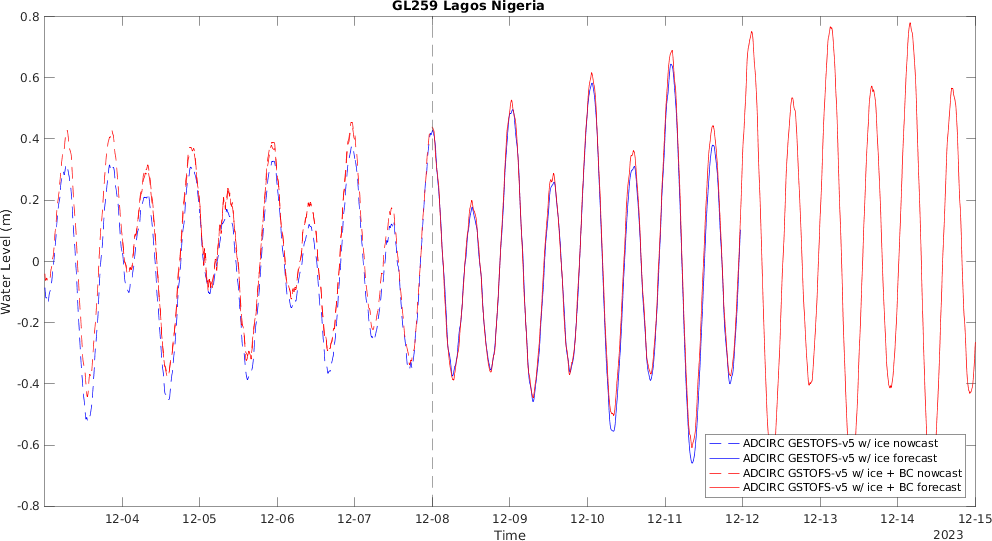 GL259 Lagos Nigeria
Water Level (m)
0.8
0.6
0.4
0.2
0
-0.2
-0.4
-0.6
-0.8
ADCIRC GESTOFS-v5 w/ ice nowcast
ADCIRC GESTOFS-v5 w/ ice forecast
ADCIRC GSTOFS-v5 w/ ice + BC nowcast
ADCIRC GSTOFS-v5 w/ ice + BC forecast
12-04 12-05 12-06 12-07 12-08 12-09 12-10 12-11 12-12 12-13 12-14 12-15
Time
2023